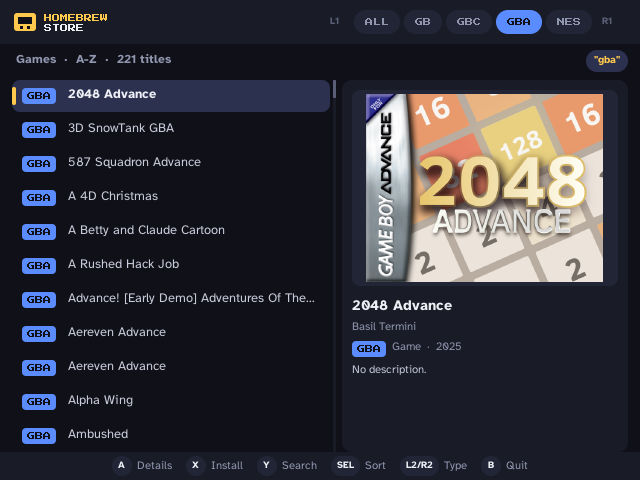 HOMEBREW
STORE
L1 ALL GB GBC GBA NES R1
Games · A-Z · 221 titles
"gba"
GBA 2048 Advance
GBA 3D SnowTank GBA
GBA 587 Squadron Advance
GBA A 4D Christmas
GBA A Betty and Claude Cartoon
GBA A Rushed Hack Job
GBA Advance! [Early Demo] Adventures Of The...
GBA Aereven Advance
GBA Aereven Advance
GBA Alpha Wing
GBA Ambushed
GAME BOY ADVANCE
16
16
128
2048
ADVANCE
2
2
2
2048 Advance
Basil Termini
GBA Game · 2025
No description.
A Details X Install Y Search SEL Sort L2/R2 Type B Quit